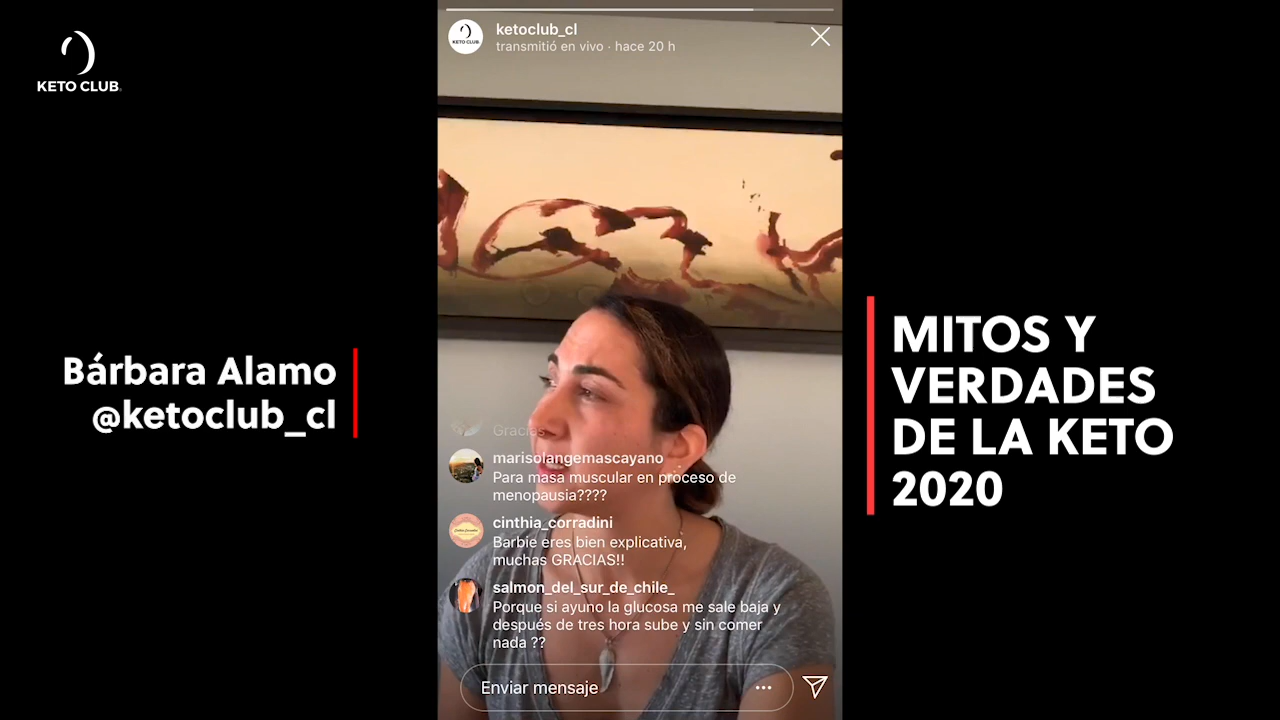 KETO CLUB
ketoclub_cl
transmitió en vivo · hace 20 h
KETO CLUB
Bárbara Alamo
@ketoclub_cl
MITOS Y
VERDADES
DE LA KETO
2020
Gracias
marisolangemascayano
Para masa muscular en proceso de
menopausia????
cinthia_corradini
Barbie eres bien explicativa,
muchas GRACIAS!!
salmon_del_sur_de_chile_
Porque si ayuno la glucosa me sale baja y
después de tres hora sube y sin comer
nada ??
Enviar mensaje